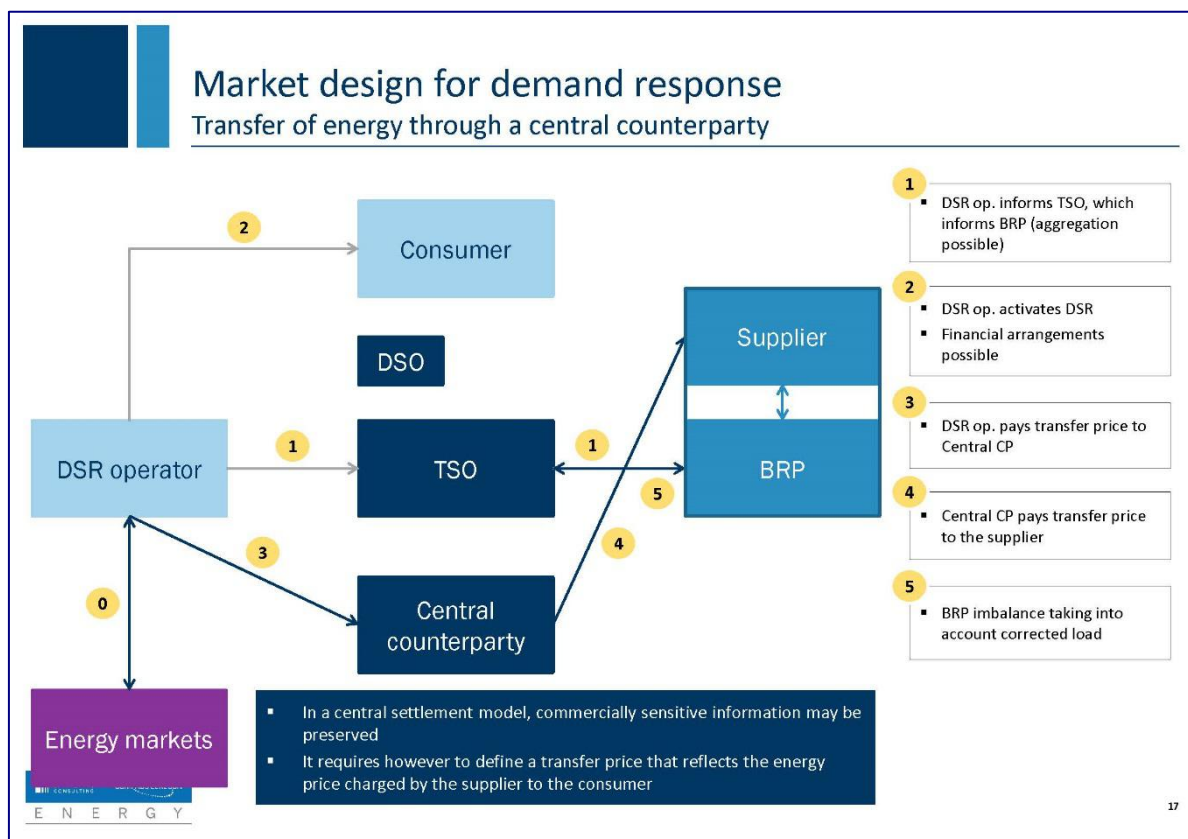 Market design for demand response
Transfer of energy through a central counterparty
2
Consumer
DSO
DSR operator
1
TSO
1
5
Supplier
BRP
3
4
0
Central
counterparty
Energy markets
1
▪ DSR op. informs TSO, which
informs BRP (aggregation
possible)
2
▪ DSR op. activates DSR
▪ Financial arrangements
possible
3
▪ DSR op. pays transfer price to
Central CP
4
▪ Central CP pays transfer price
to the supplier
5
▪ BRP imbalance taking into
account corrected load
▪ In a central settlement model, commercially sensitive information may be
preserved
▪ It requires however to define a transfer price that reflects the energy
price charged by the supplier to the consumer
CONSULTING
E N E R G Y
17